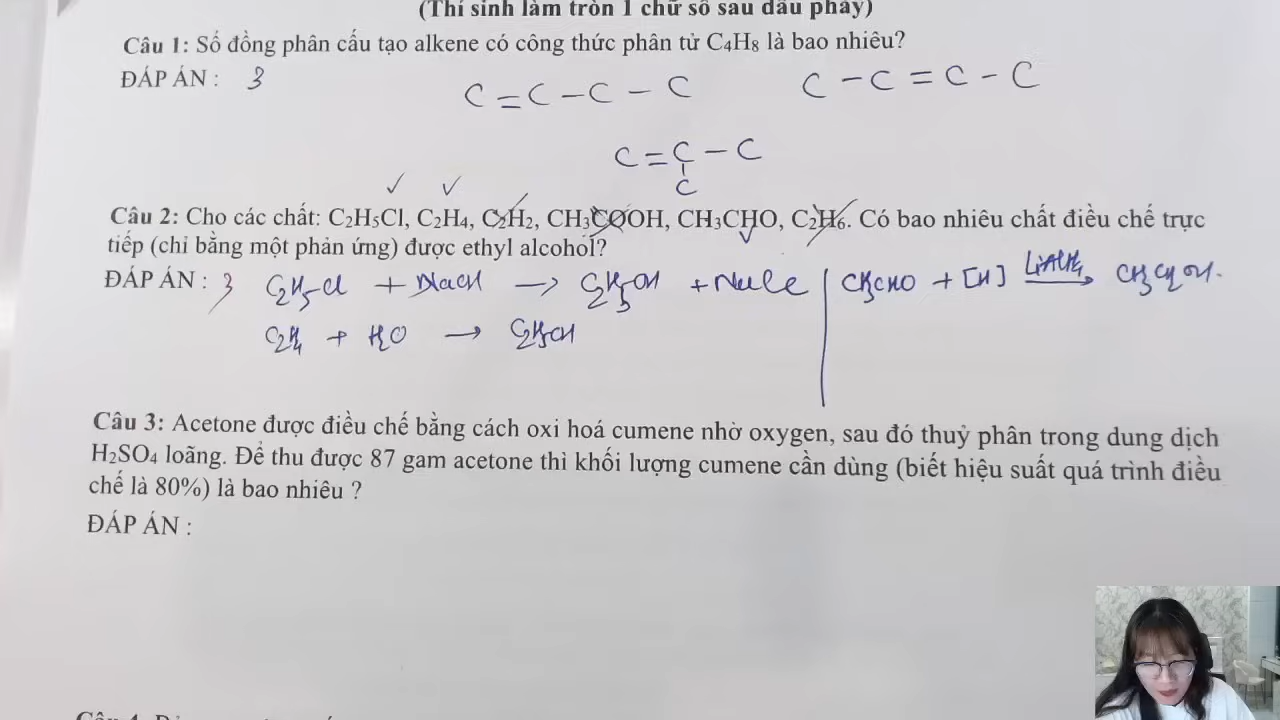 (Thí sinh làm tròn 1 chữ số sau dấu phẩy)
Câu 1: Số đồng phân cấu tạo alkene có công thức phân tử C₄H₈ là bao nhiêu?
ĐÁP ÁN : 3
C = C – C – C
C – C = C – C
C = C – C
C
Câu 2: Cho các chất: C₂H₅Cl, C₂H₄, C₂H₂, CH₃COOH, CH₃CHO, C₂H₆. Có bao nhiêu chất điều chế trực
tiếp (chỉ bằng một phản ứng) được ethyl alcohol?
ĐÁP ÁN : 3 C₂H₅Cl + → C₂H₅OH + CH₃CHO + [H] LiAlH₄ → CH₃CH₂OH.
C₂H₄ + H₂O → C₂H₅OH
Câu 3: Acetone được điều chế bằng cách oxi hoá cumene nhờ oxygen, sau đó thuỷ phân trong dung dịch
H₂SO₄ loãng. Để thu được 87 gam acetone thì khối lượng cumene cần dùng (biết hiệu suất quá trình điều
chế là 80%) là bao nhiêu ?
ĐÁP ÁN :